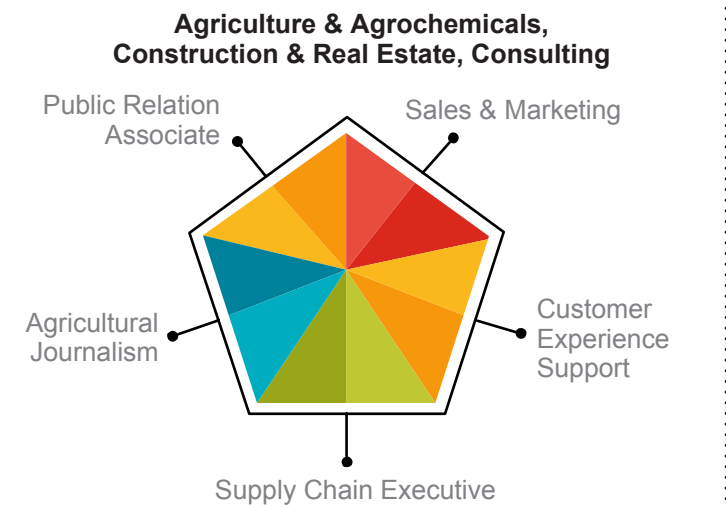 Agriculture & Agrochemicals,
Construction & Real Estate, Consulting
Public Relation
Associate
Sales & Marketing
Agricultural
Journalism
Customer
Experience
Support
Supply Chain Executive